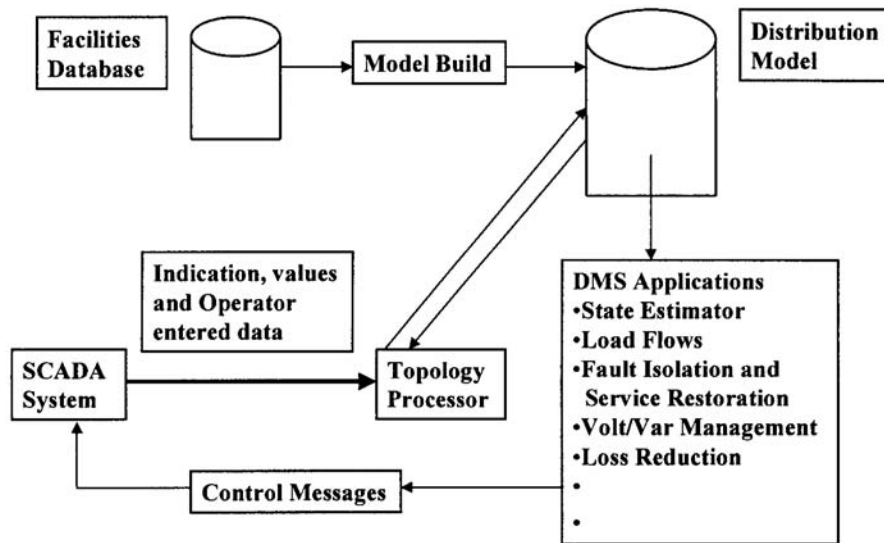 Facilities
Database
Model Build
Distribution
Model
Indication, values
and Operator
entered data
SCADA
System
Topology
Processor
DMS Applications
•State Estimator
•Load Flows
•Fault Isolation and
Service Restoration
•Volt/Var Management
•Loss Reduction
•
•
Control Messages